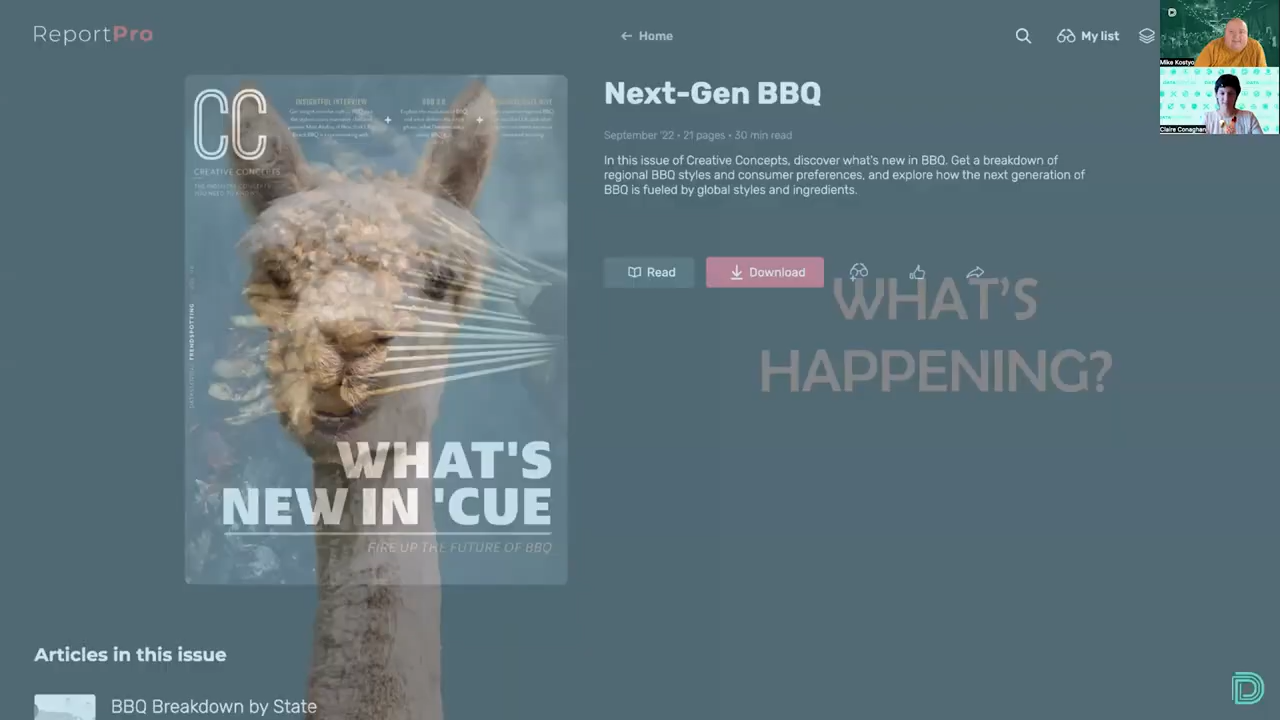 ReportPro
Home
My list
Mike Kostyo
Claire Conaghan
CC
CREATIVE CONCEPTS
INSIGHTFUL INTERVIEW
TRENDSPOTTING
WHAT'S
NEW IN 'CUE
FIRE UP THE FUTURE OF BBQ
Next-Gen BBQ
September '22 • 21 pages • 30 min read
In this issue of Creative Concepts, discover what's new in BBQ. Get a breakdown of
regional BBQ styles and consumer preferences, and explore how the next generation of
BBQ is fueled by global styles and ingredients.
Read
Download
WHAT'S
HAPPENING?
Articles in this issue
BBQ Breakdown by State